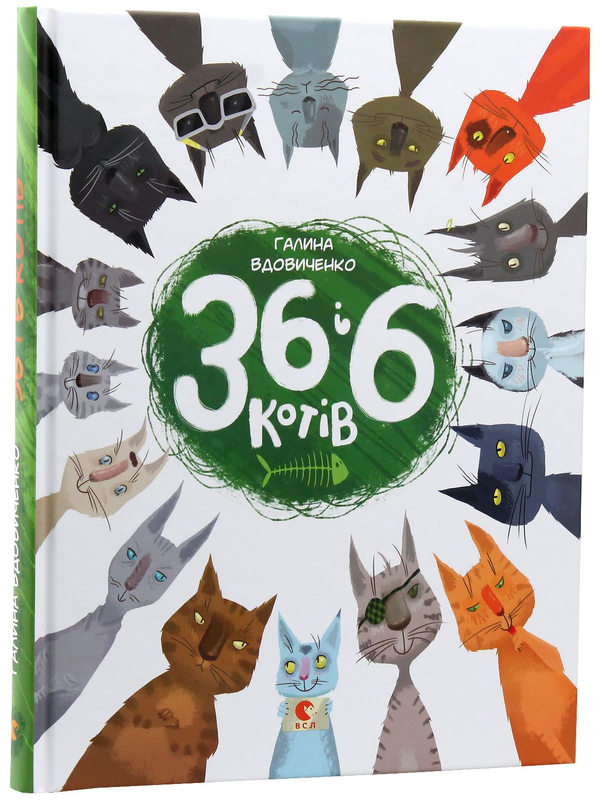 ГАЛИНА
ВДОВИЧЕНКО
36 і 6
КОТІВ
ВСЛ
ГАЛИНА ВДОВИЧЕНКО
36 і 6 КОТІВ